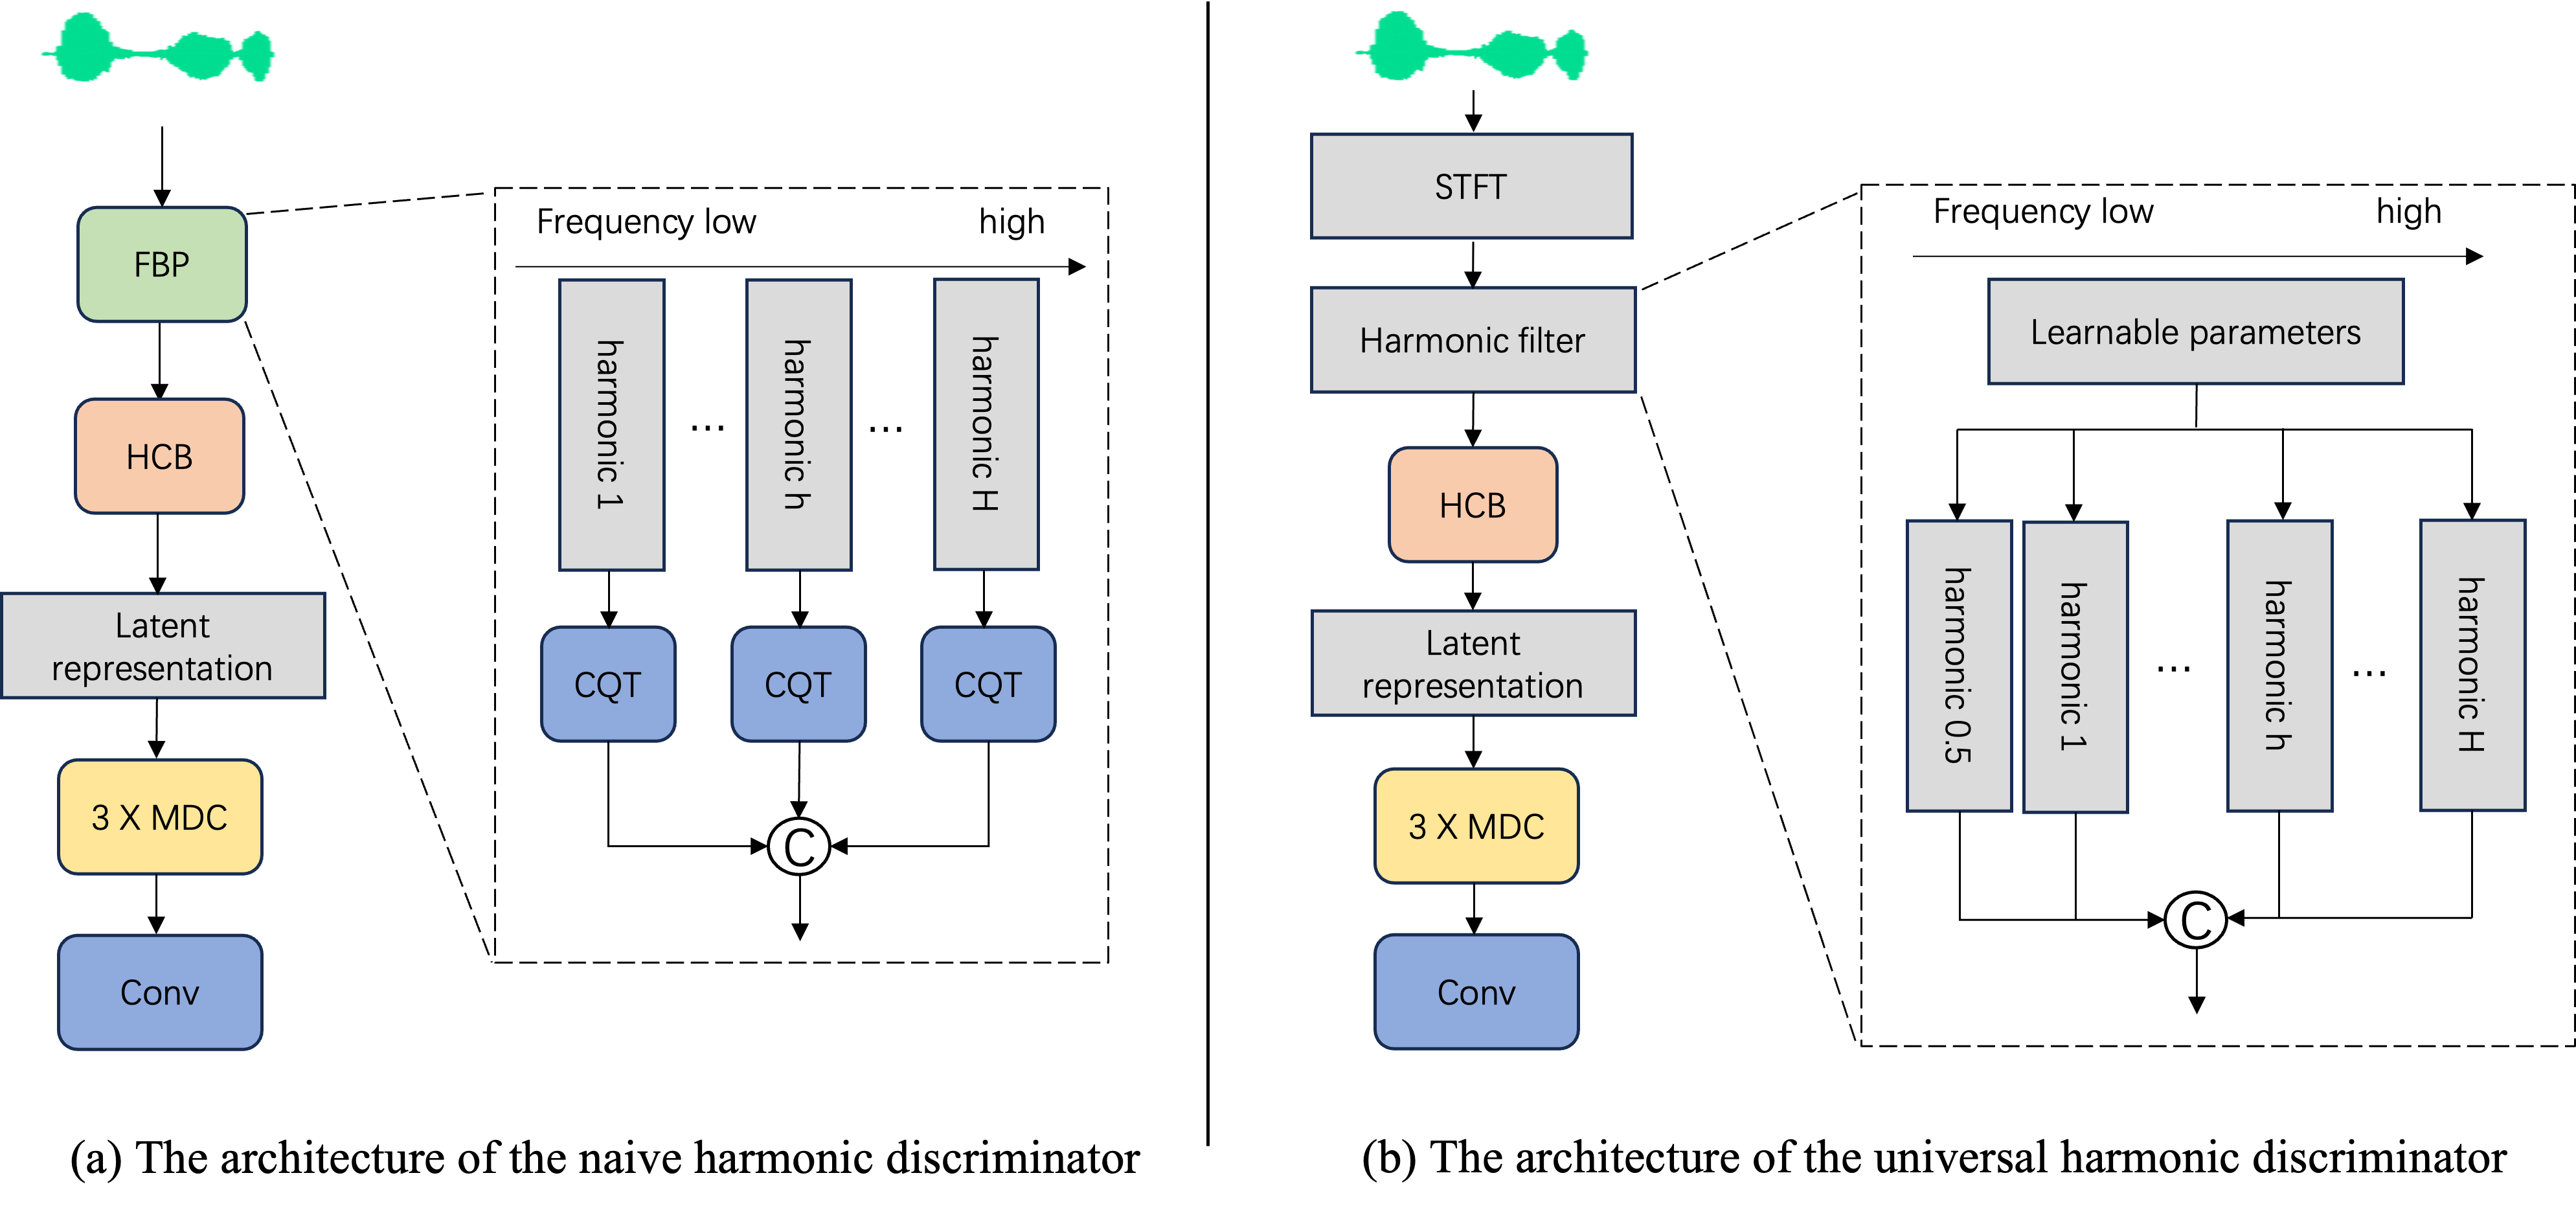 FBP
HCB
Latent
representation
3 X MDC
Conv
Frequency low high
harmonic 1
...
harmonic h
...
harmonic H
CQT
CQT
CQT
C
(a) The architecture of the naive harmonic discriminator
STFT
Harmonic filter
HCB
Latent
representation
3 X MDC
Conv
Frequency low high
Learnable parameters
harmonic 0.5
harmonic 1
...
harmonic h
...
harmonic H
C
(b) The architecture of the universal harmonic discriminator